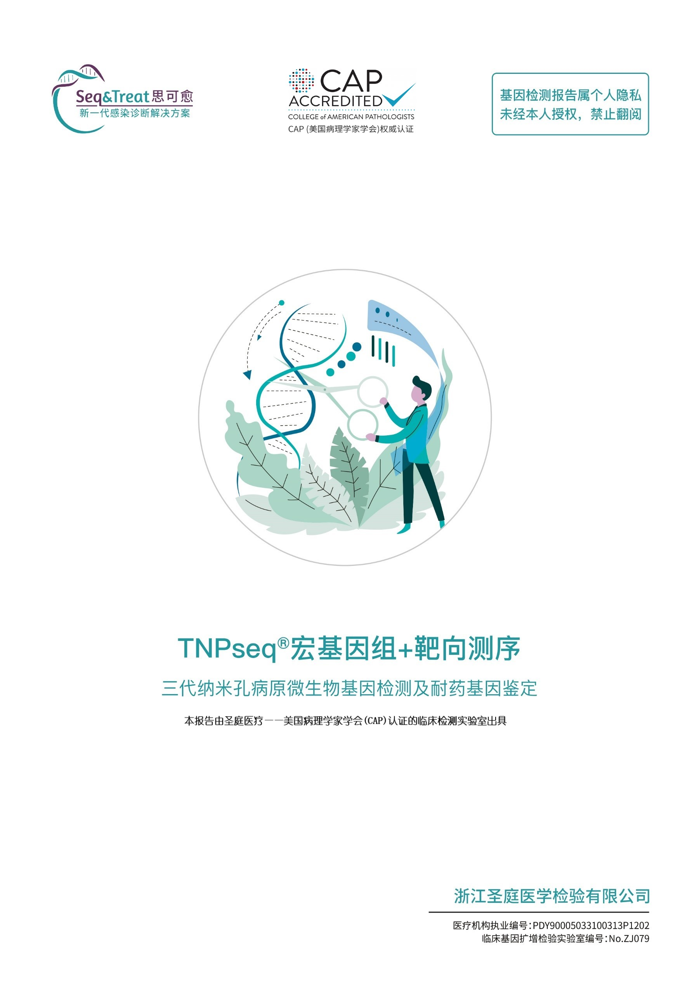 Seq&Treat思可愈
新一代感染诊断解决方案
CAP
ACCREDITED
COLLEGE of AMERICAN PATHOLOGISTS
CAP (美国病理学家学会)权威认证
基因检测报告属个人隐私
未经本人授权，禁止翻阅
TNPseq®宏基因组+靶向测序
三代纳米孔病原微生物基因检测及耐药基因鉴定
本报告由圣庭医疗——美国病理学家学会(CAP)认证的临床检测实验室出具
浙江圣庭医学检验有限公司
医疗机构执业编号:PDY90005033100313P1202
临床基因扩增检验实验室编号:No.ZJ079